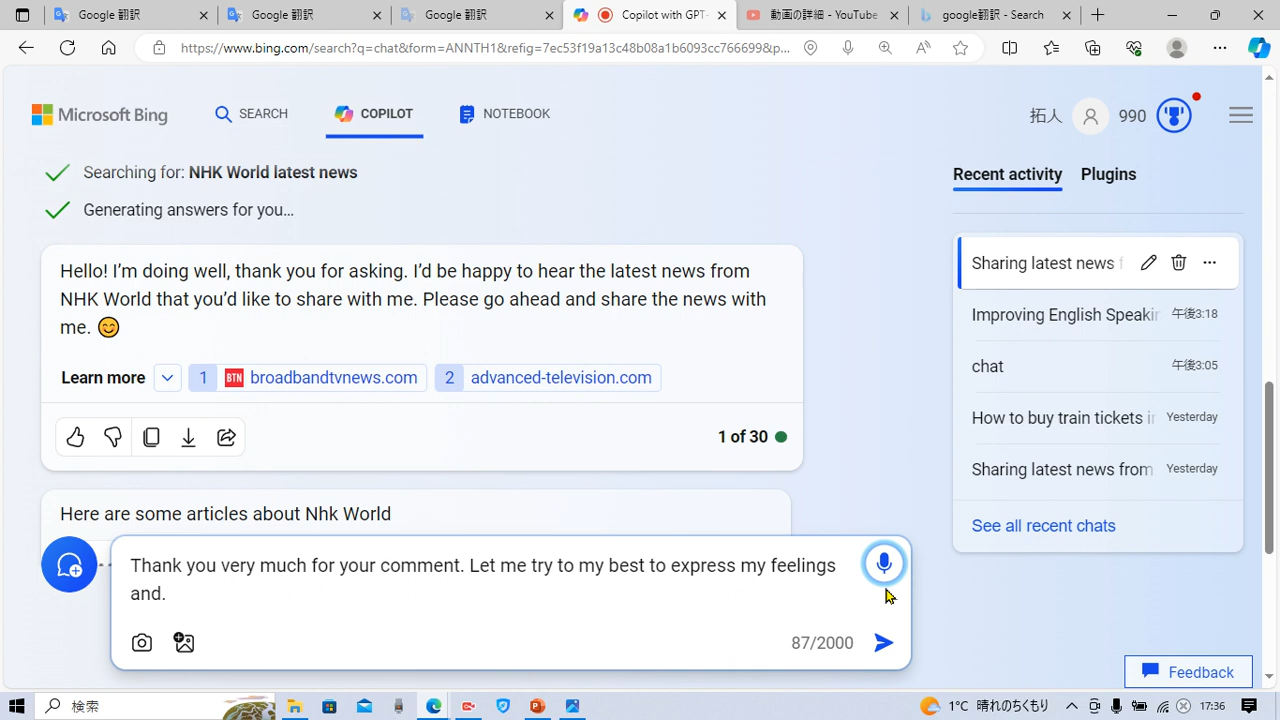 Google 翻訳
Google 翻訳
Google 翻訳
Copilot with GPT-
動画の詳細 - YouTube
google翻訳 - Search
https://www.bing.com/search?q=chat&form=ANNTH1&refig=74c53f19a13c48b08a1b6093cc766699&p...
Microsoft Bing
SEARCH
COPILOT
NOTEBOOK
拓人
990
Searching for: NHK World latest news
Generating answers for you...
Hello! I'm doing well, thank you for asking. I'd be happy to hear the latest news from
NHK World that you'd like to share with me. Please go ahead and share the news with
me. 😊
Learn more
1 BTN broadbandtvnews.com
2 advanced-television.com
1 of 30
Here are some articles about Nhk World
Thank you very much for your comment. Let me try to my best to express my feelings
and.
87/2000
Recent activity
Plugins
Sharing latest news f
Improving English Speakin 午後3:18
chat 午後3:05
How to buy train tickets in Yesterday
Sharing latest news from Yesterday
See all recent chats
Feedback
検索
1°C 晴れのちくもり
17:36